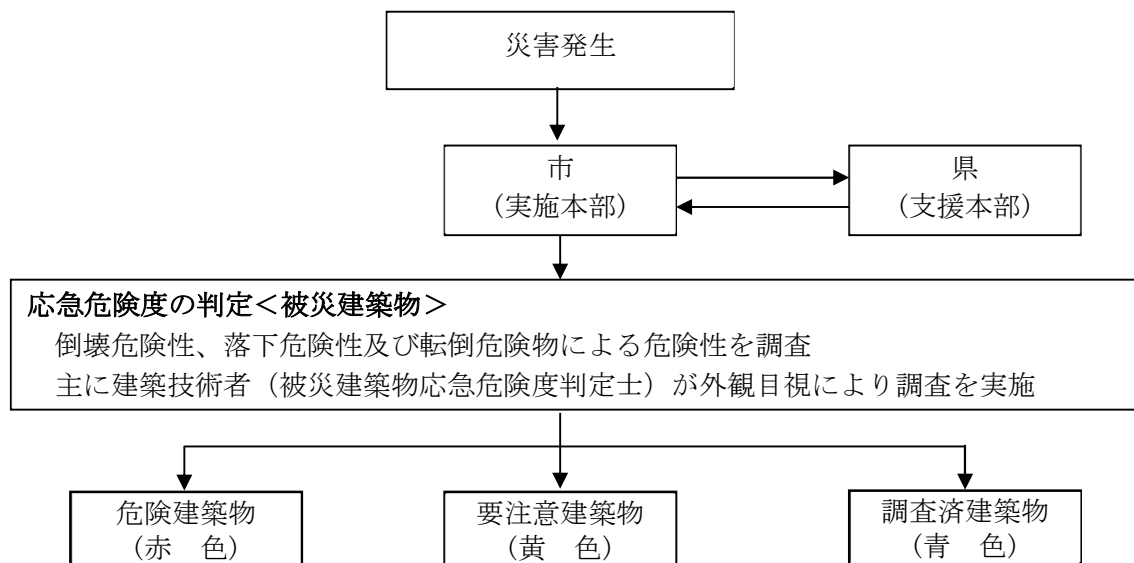 災害発生
市
（実施本部）
県
（支援本部）
応急危険度の判定＜被災建築物＞
倒壊危険性、落下危険性及び転倒危険物による危険性を調査
主に建築技術者（被災建築物応急危険度判定士）が外観目視により調査を実施
危険建築物
（赤　色）
要注意建築物
（黄　色）
調査済建築物
（青　色）